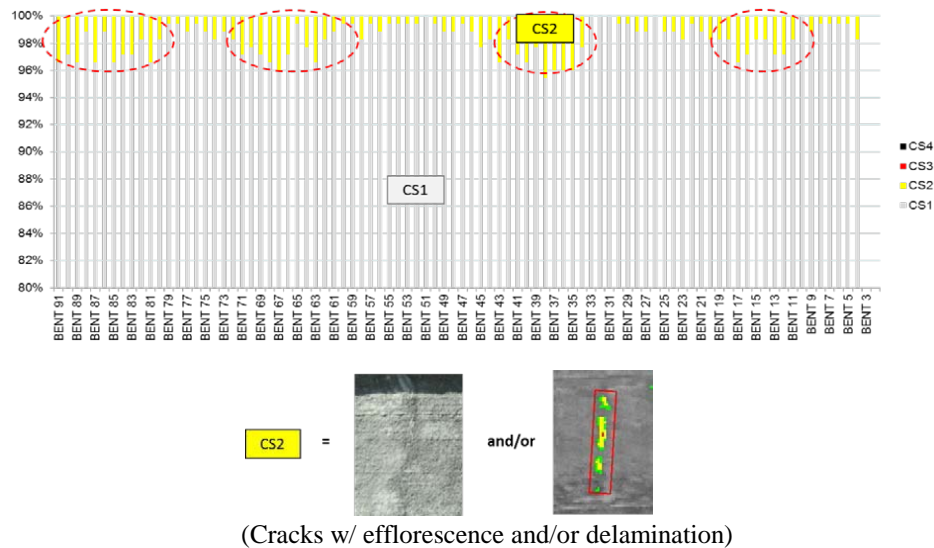 100%
98%
96%
94%
92%
90%
88%
86%
84%
82%
80%
CS2
CS1
CS4
CS3
CS2
CS1
BENT 91
BENT 89
BENT 87
BENT 85
BENT 83
BENT 81
BENT 79
BENT 77
BENT 75
BENT 73
BENT 71
BENT 69
BENT 67
BENT 65
BENT 63
BENT 61
BENT 59
BENT 57
BENT 55
BENT 53
BENT 51
BENT 49
BENT 47
BENT 45
BENT 43
BENT 41
BENT 39
BENT 37
BENT 35
BENT 33
BENT 31
BENT 29
BENT 27
BENT 25
BENT 23
BENT 21
BENT 19
BENT 17
BENT 15
BENT 13
BENT 11
BENT 9
BENT 7
BENT 5
BENT 3
CS2 = and/or
(Cracks w/ efflorescence and/or delamination)